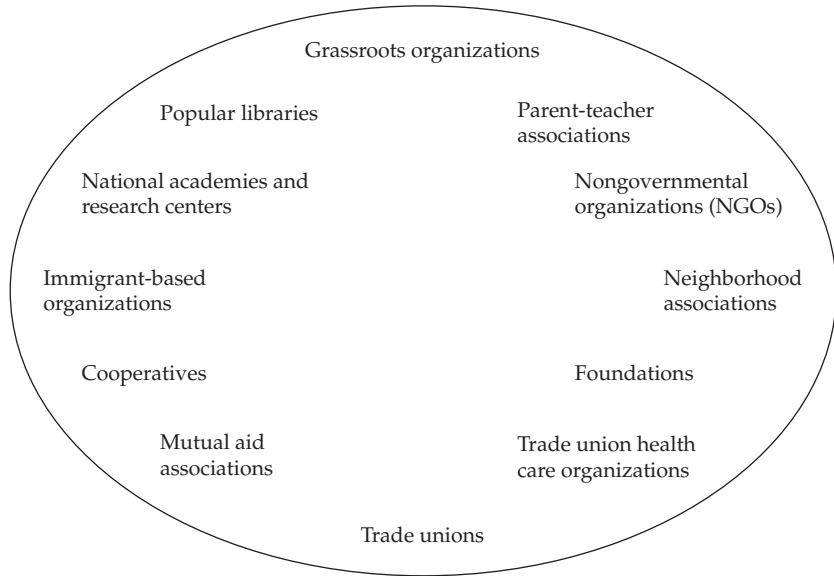 Grassroots organizations
Popular libraries
Parent-teacher
associations
National academies and
research centers
Nongovernmental
organizations (NGOs)
Immigrant-based
organizations
Neighborhood
associations
Cooperatives
Foundations
Mutual aid
associations
Trade union health
care organizations
Trade unions